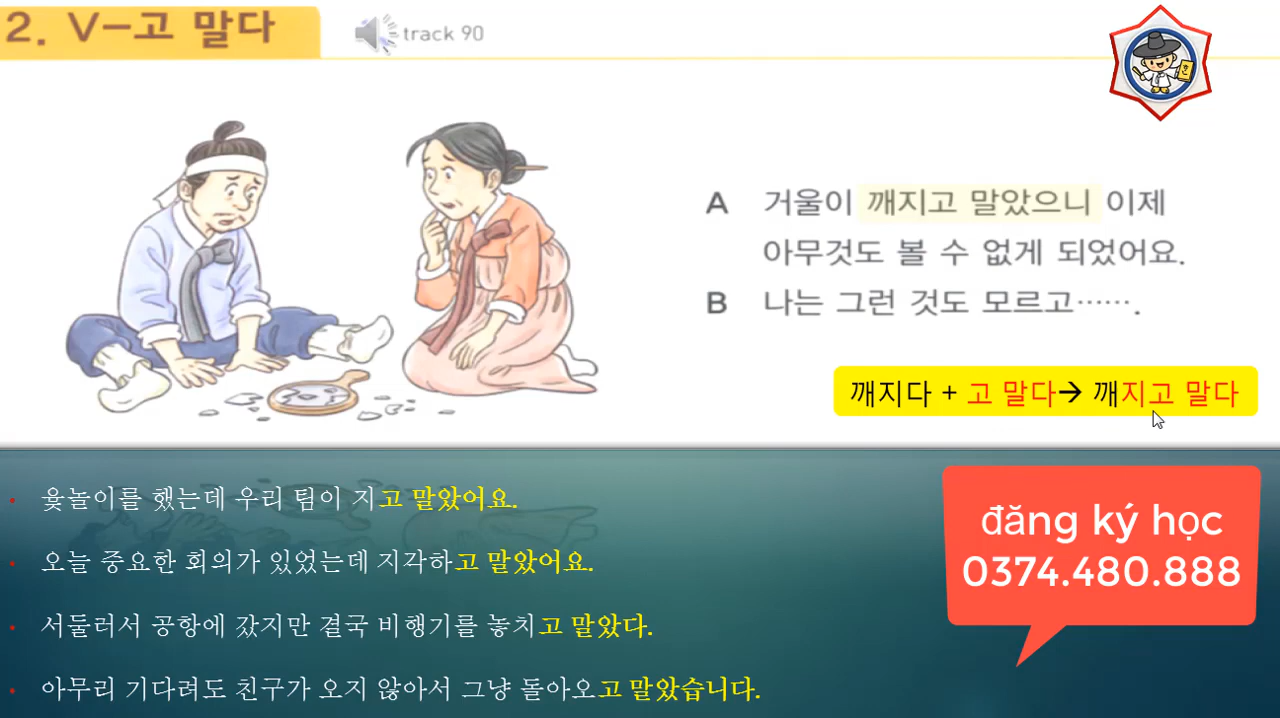 2. V－고 말다
track 90
A 거울이 깨지고 말았으니 이제
아무것도 볼 수 없게 되었어요.
B 나는 그런 것도 모르고…….
깨지다 + 고 말다→ 깨지고 말다
• 윷놀이를 했는데 우리 팀이 지고 말았어요.
• 오늘 중요한 회의가 있었는데 지각하고 말았어요.
• 서둘러서 공항에 갔지만 결국 비행기를 놓치고 말았다.
• 아무리 기다려도 친구가 오지 않아서 그냥 돌아오고 말았습니다.
đăng ký học
0374.480.888